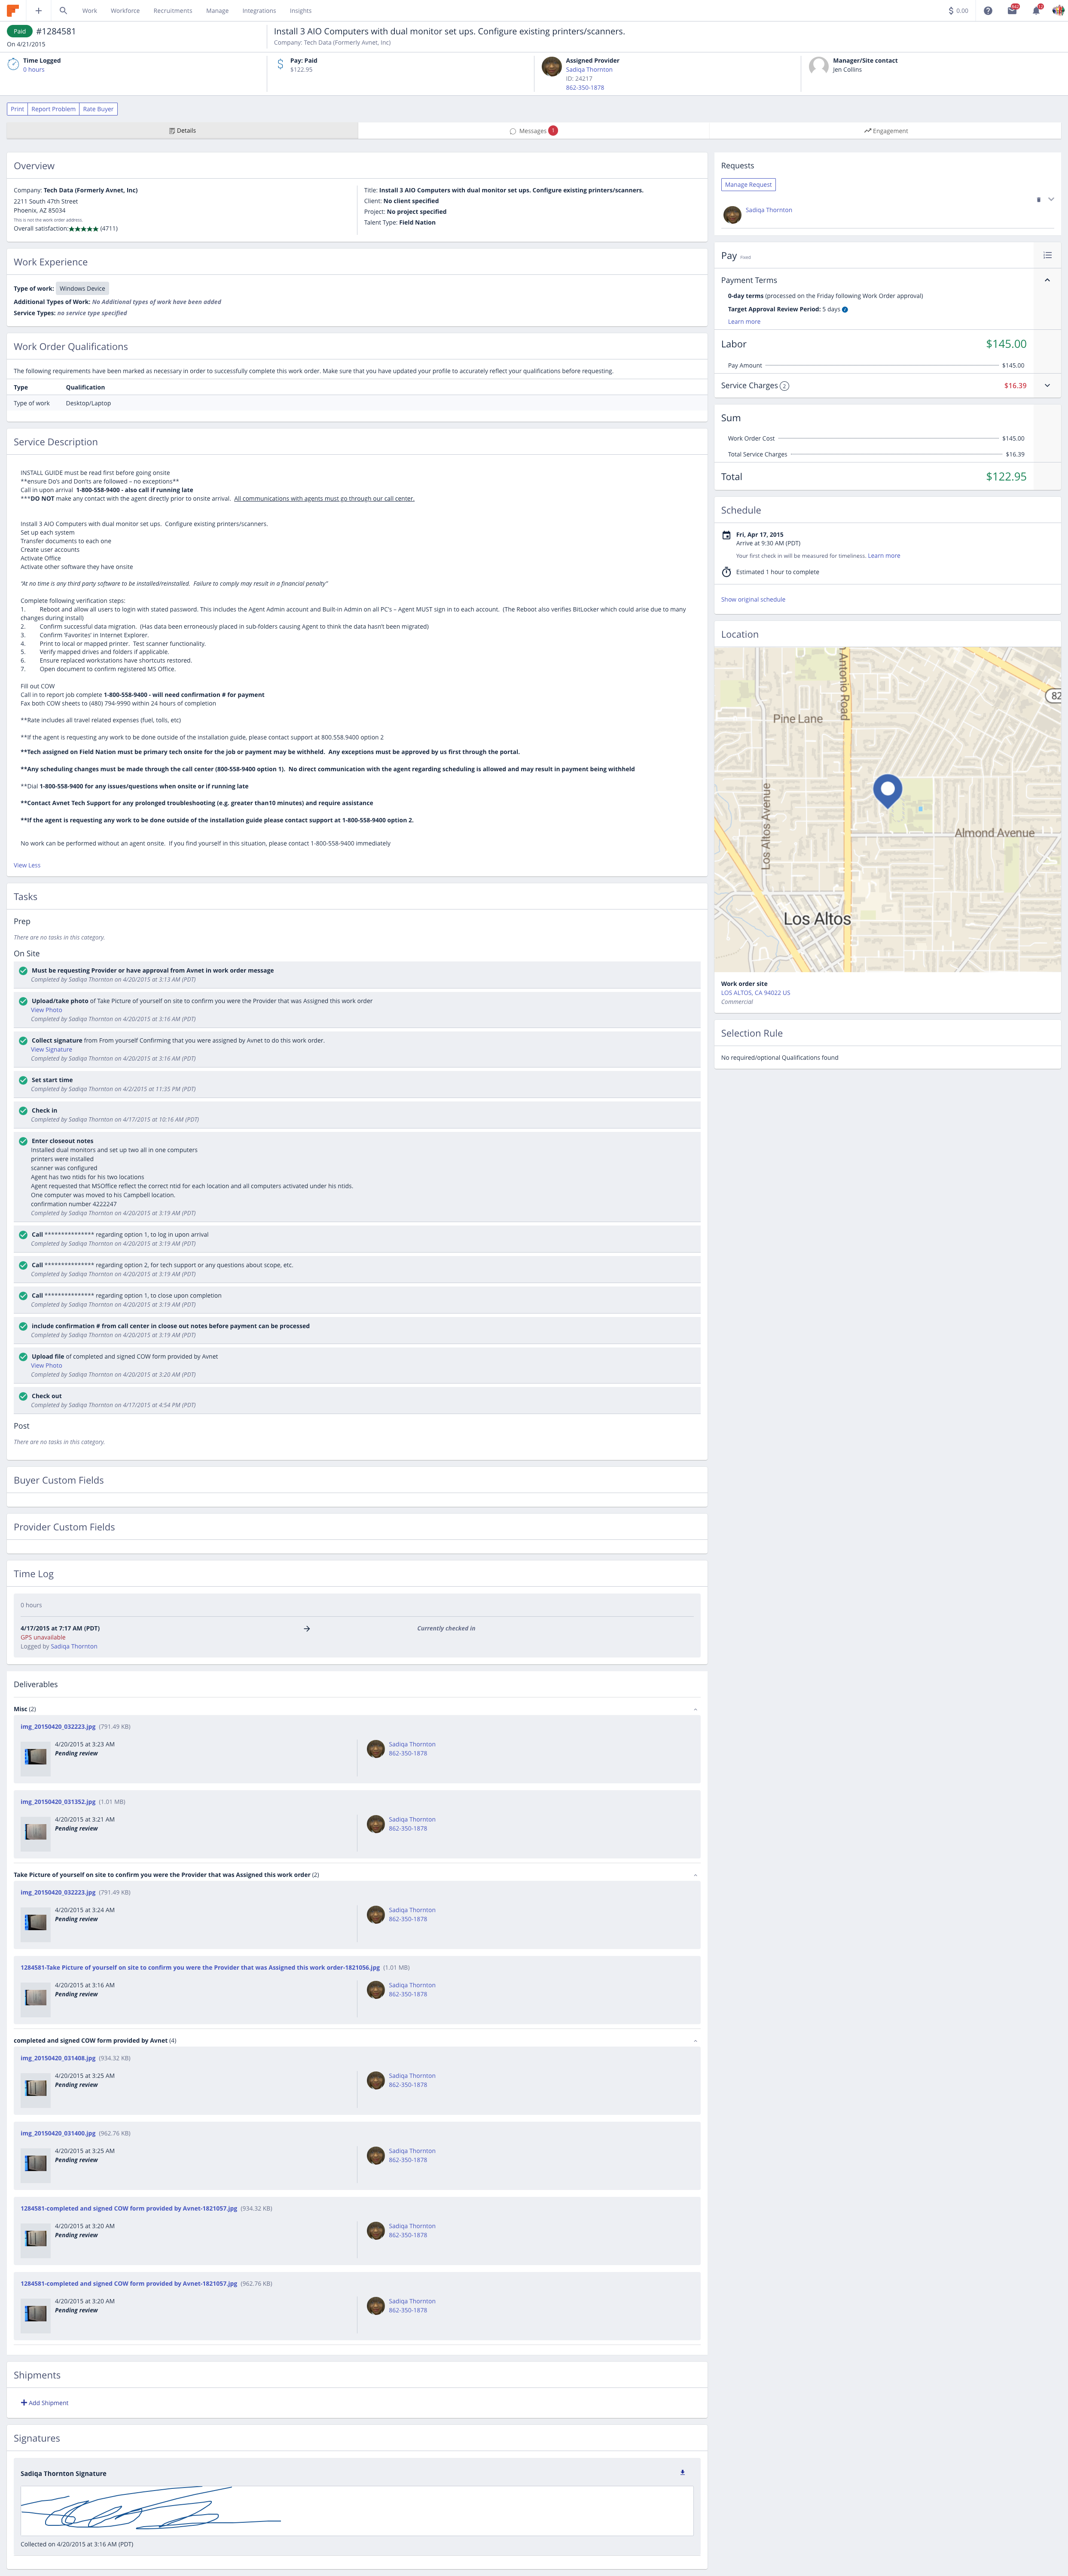 Work Workforce Recruitments Manage Integrations Insights
$ 0.00
Paid #1284581
On 4/21/2015
Install 3 AIO Computers with dual monitor set ups. Configure existing printers/scanners.
Company: Tech Data (Formerly Avnet, Inc)
Time Logged
0 hours
Pay: Paid
$122.95
Assigned Provider
Sadiqa Thornton
ID: 24217
862-350-1878
Manager/Site contact
Jen Collins
Print Report Problem Rate Buyer
Details
Messages 1
Engagement
Overview
Company: Tech Data (Formerly Avnet, Inc)
2211 South 47th Street
Phoenix, AZ 85034
This is not the work order address.
Overall satisfaction:★★★★★ (4711)
Title: Install 3 AIO Computers with dual monitor set ups. Configure existing printers/scanners.
Client: No client specified
Project: No project specified
Talent Type: Field Nation
Work Experience
Type of work: Windows Device
Additional Types of Work: No Additional types of work have been added
Service Types: no service type specified
Work Order Qualifications
The following requirements have been marked as necessary in order to successfully complete this work order. Make sure that you have updated your profile to accurately reflect your qualifications before requesting.
Type Qualification
Type of work Desktop/Laptop
Service Description
INSTALL GUIDE must be read first before going onsite
**ensure Do's and Don'ts are followed – no exceptions**
Call in upon arrival 1-800-558-9400 - also call if running late
***DO NOT make any contact with the agent directly prior to onsite arrival. All communications with agents must go through our call center.
Install 3 AIO Computers with dual monitor set ups. Configure existing printers/scanners.
Set up each system
Transfer documents to each one
Create user accounts
Activate Office
Activate other software they have onsite
"At no time is any third party software to be installed/reinstalled. Failure to comply may result in a financial penalty"
Complete following verification steps:
1. Reboot and allow all users to login with stated password. This includes the Agent Admin account and Built-in Admin on all PC's – Agent MUST sign in to each account. (The Reboot also verifies BitLocker which could arise due to many
changes during install)
2. Confirm successful data migration. (Has data been erroneously placed in sub-folders causing Agent to think the data hasn't been migrated)
3. Confirm 'Favorites' in Internet Explorer.
4. Print to local or mapped printer. Test scanner functionality.
5. Verify mapped drives and folders if applicable.
6. Ensure replaced workstations have shortcuts restored.
7. Open document to confirm registered MS Office.
Fill out COW
Call in to report job complete 1-800-558-9400 - will need confirmation # for payment
Fax both COW sheets to (480) 794-9990 within 24 hours of completion
**Rate includes all travel related expenses (fuel, tolls, etc)
**If the agent is requesting any work to be done outside of the installation guide, please contact support at 800.558.9400 option 2
**Tech assigned on Field Nation must be primary tech onsite for the job or payment may be withheld. Any exceptions must be approved by us first through the portal.
**Any scheduling changes must be made through the call center (800-558-9400 option 1). No direct communication with the agent regarding scheduling is allowed and may result in payment being withheld
**Dial 1-800-558-9400 for any issues/questions when onsite or if running late
**Contact Avnet Tech Support for any prolonged troubleshooting (e.g. greater than10 minutes) and require assistance
**If the agent is requesting any work to be done outside of the installation guide please contact support at 1-800-558-9400 option 2.
No work can be performed without an agent onsite. If you find yourself in this situation, please contact 1-800-558-9400 immediately
View Less
Tasks
Prep
There are no tasks in this category.
On Site
Must be requesting Provider or have approval from Avnet in work order message
Completed by Sadiqa Thornton on 4/20/2015 at 3:13 AM (PDT)
Upload/take photo of Take Picture of yourself on site to confirm you were the Provider that was Assigned this work order
View Photo
Completed by Sadiqa Thornton on 4/20/2015 at 3:16 AM (PDT)
Collect signature from From yourself Confirming that you were assigned by Avnet to do this work order.
View Signature
Completed by Sadiqa Thornton on 4/20/2015 at 3:16 AM (PDT)
Set start time
Completed by Sadiqa Thornton on 4/2/2015 at 11:35 PM (PDT)
Check in
Completed by Sadiqa Thornton on 4/17/2015 at 10:16 AM (PDT)
Enter closeout notes
Installed dual monitors and set up two all in one computers
printers were installed
scanner was configured
Agent has two ntids for his two locations
Agent requested that MSOffice reflect the correct ntid for each location and all computers activated under his ntids.
One computer was moved to his Campbell location.
confirmation number 4222247
Completed by Sadiqa Thornton on 4/20/2015 at 3:19 AM (PDT)
Call *************** regarding option 1, to log in upon arrival
Completed by Sadiqa Thornton on 4/20/2015 at 3:19 AM (PDT)
Call *************** regarding option 2, for tech support or any questions about scope, etc.
Completed by Sadiqa Thornton on 4/20/2015 at 3:19 AM (PDT)
Call *************** regarding option 1, to close upon completion
Completed by Sadiqa Thornton on 4/20/2015 at 3:19 AM (PDT)
include confirmation # from call center in cloose out notes before payment can be processed
Completed by Sadiqa Thornton on 4/20/2015 at 3:19 AM (PDT)
Upload file of completed and signed COW form provided by Avnet
View Photo
Completed by Sadiqa Thornton on 4/20/2015 at 3:20 AM (PDT)
Check out
Completed by Sadiqa Thornton on 4/17/2015 at 4:54 PM (PDT)
Post
There are no tasks in this category.
Buyer Custom Fields
Provider Custom Fields
Time Log
0 hours
4/17/2015 at 7:17 AM (PDT) Currently checked in
GPS unavailable
Logged by Sadiqa Thornton
Deliverables
Misc (2)
img_20150420_032223.jpg (791.49 KB)
4/20/2015 at 3:23 AM
Pending review
Sadiqa Thornton
862-350-1878
img_20150420_031352.jpg (1.01 MB)
4/20/2015 at 3:21 AM
Pending review
Sadiqa Thornton
862-350-1878
Take Picture of yourself on site to confirm you were the Provider that was Assigned this work order (2)
img_20150420_032223.jpg (791.49 KB)
4/20/2015 at 3:24 AM
Pending review
Sadiqa Thornton
862-350-1878
1284581-Take Picture of yourself on site to confirm you were the Provider that was Assigned this work order-1821056.jpg (1.01 MB)
4/20/2015 at 3:16 AM
Pending review
Sadiqa Thornton
862-350-1878
completed and signed COW form provided by Avnet (4)
img_20150420_031408.jpg (934.32 KB)
4/20/2015 at 3:25 AM
Pending review
Sadiqa Thornton
862-350-1878
img_20150420_031400.jpg (962.76 KB)
4/20/2015 at 3:25 AM
Pending review
Sadiqa Thornton
862-350-1878
1284581-completed and signed COW form provided by Avnet-1821057.jpg (934.32 KB)
4/20/2015 at 3:20 AM
Pending review
Sadiqa Thornton
862-350-1878
1284581-completed and signed COW form provided by Avnet-1821057.jpg (962.76 KB)
4/20/2015 at 3:20 AM
Pending review
Sadiqa Thornton
862-350-1878
Shipments
Add Shipment
Signatures
Sadiqa Thornton Signature
Collected on 4/20/2015 at 3:16 AM (PDT)
Requests
Manage Request
Sadiqa Thornton
Pay Fixed
Payment Terms
0-day terms (processed on the Friday following Work Order approval)
Target Approval Review Period: 5 days
Learn more
Labor $145.00
Pay Amount $145.00
Service Charges 2 $16.39
Sum
Work Order Cost $145.00
Total Service Charges $16.39
Total $122.95
Schedule
Fri, Apr 17, 2015
Arrive at 9:30 AM (PDT)
Your first check in will be measured for timeliness. Learn more
Estimated 1 hour to complete
Show original schedule
Location
Antonio Road
82
Pine Lane
Los Altos Avenue
Almond Avenue
Los Altos
Work order site
LOS ALTOS, CA 94022 US
Commercial
Selection Rule
No required/optional Qualifications found